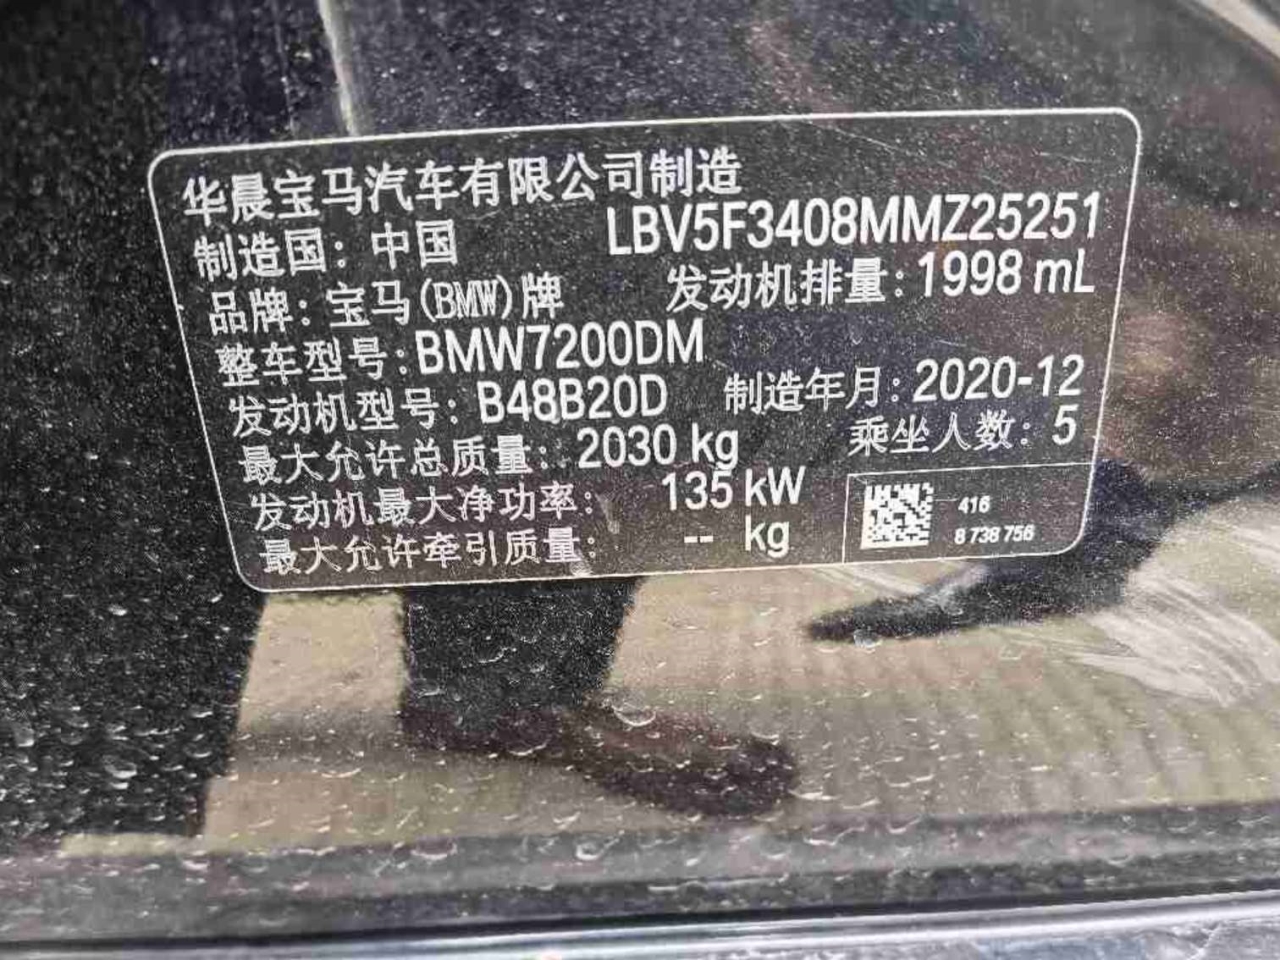 华晨宝马汽车有限公司制造
制造国：中国 LBV5F3408MMZ25251
品牌：宝马(BMW)牌 发动机排量：1998 mL
整车型号：BMW7200DM
发动机型号：B48B20D 制造年月：2020-12
最大允许总质量：2030 kg 乘坐人数：5
发动机最大净功率：135 kW
最大允许牵引质量：-- kg
416
8 738 756